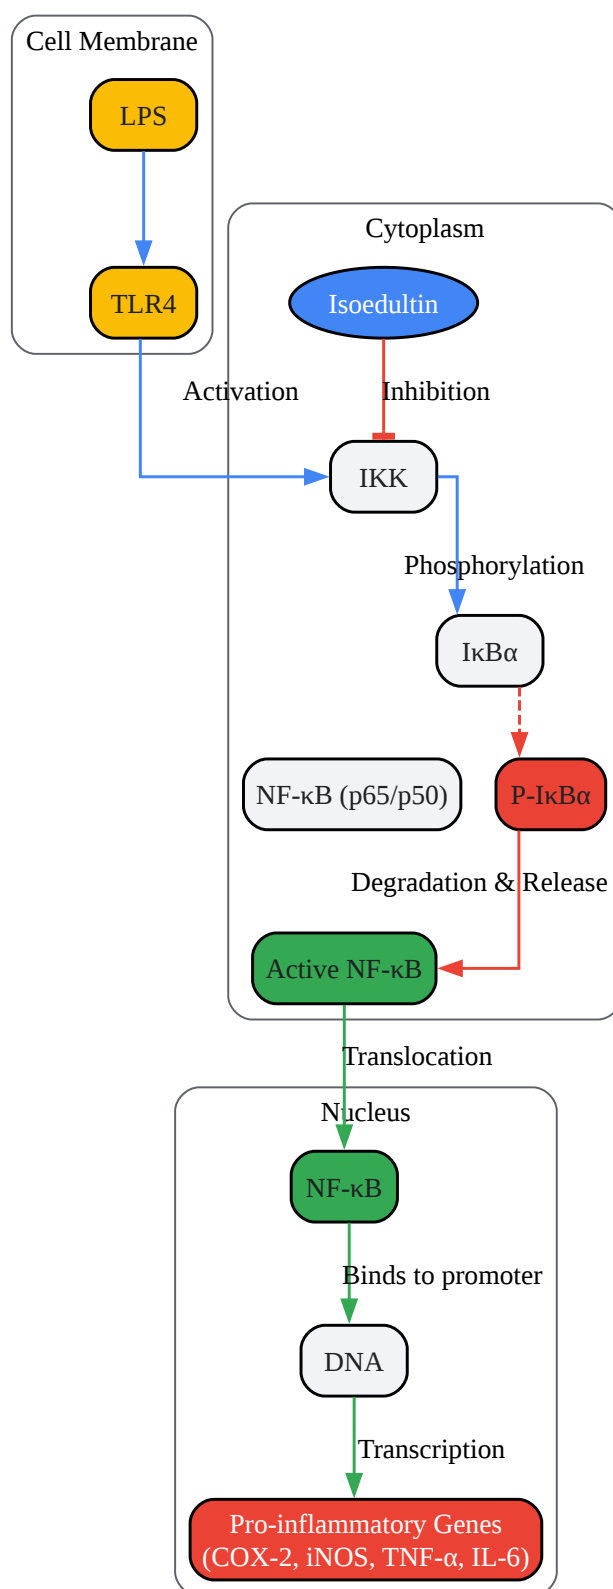 Cell Membrane
LPS
TLR4
Cytoplasm
Isoedultin
Activation
Inhibition
IKK
Phosphorylation
IκBα
NF-κB (p65/p50)
P-IκBα
Degradation & Release
Active NF-κB
Translocation
Nucleus
NF-κB
Binds to promoter
DNA
Transcription
Pro-inflammatory Genes
(COX-2, iNOS, TNF-α, IL-6)